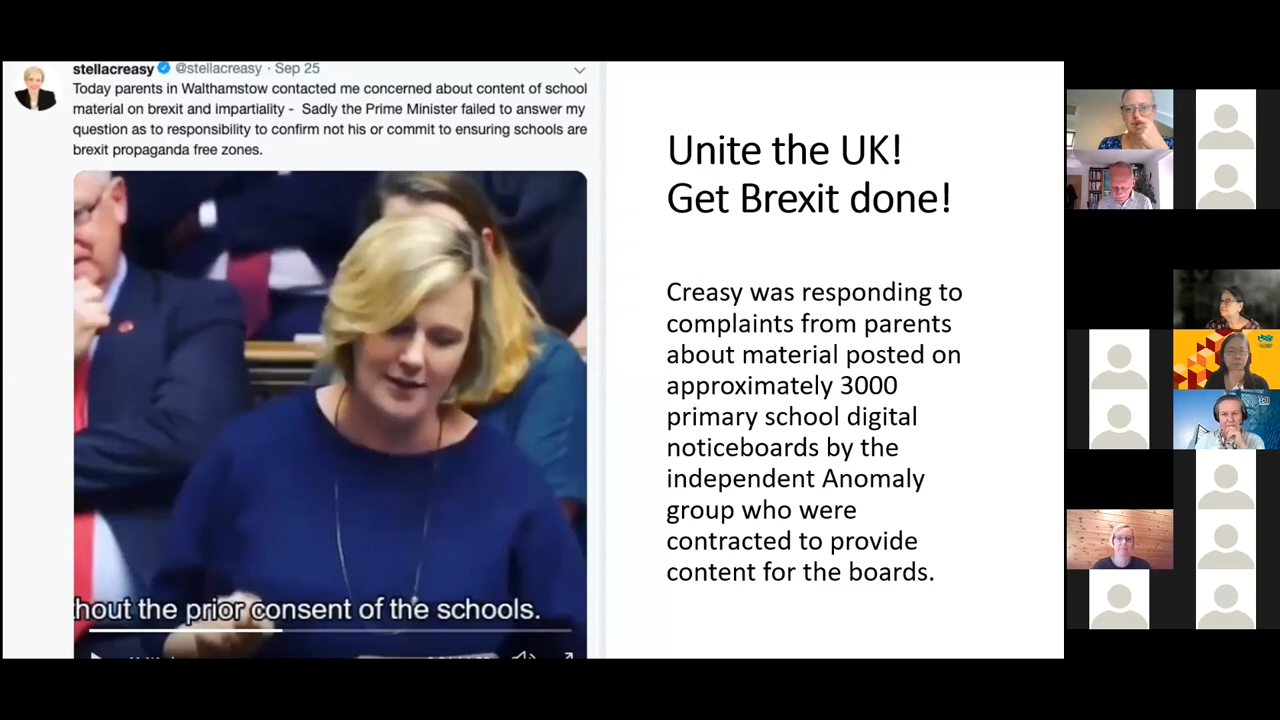 stellacreasy @stellacreasy · Sep 25
Today parents in Walthamstow contacted me concerned about content of school
material on brexit and impartiality - Sadly the Prime Minister failed to answer my
question as to responsibility to confirm not his or commit to ensuring schools are
brexit propaganda free zones.
hout the prior consent of the schools.
Unite the UK!
Get Brexit done!
Creasy was responding to
complaints from parents
about material posted on
approximately 3000
primary school digital
noticeboards by the
independent Anomaly
group who were
contracted to provide
content for the boards.